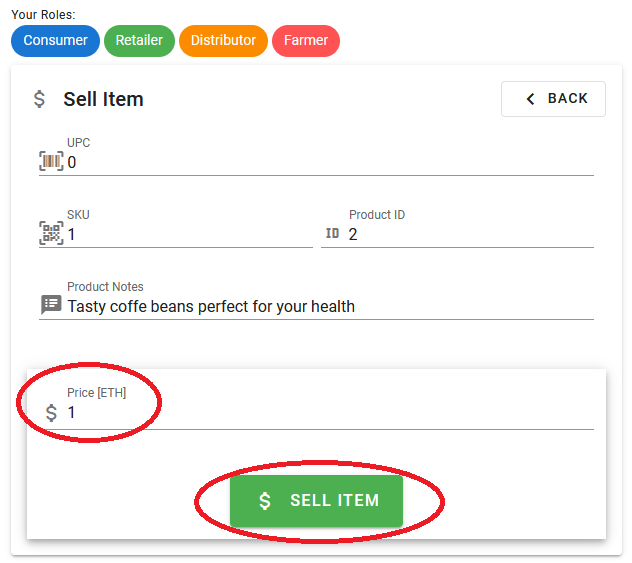 Your Roles:
Consumer Retailer Distributor Farmer
$ Sell Item
BACK
UPC
0
SKU
1
Product ID
ID 2
Product Notes
Tasty coffe beans perfect for your health
Price [ETH]
$ 1
$ SELL ITEM